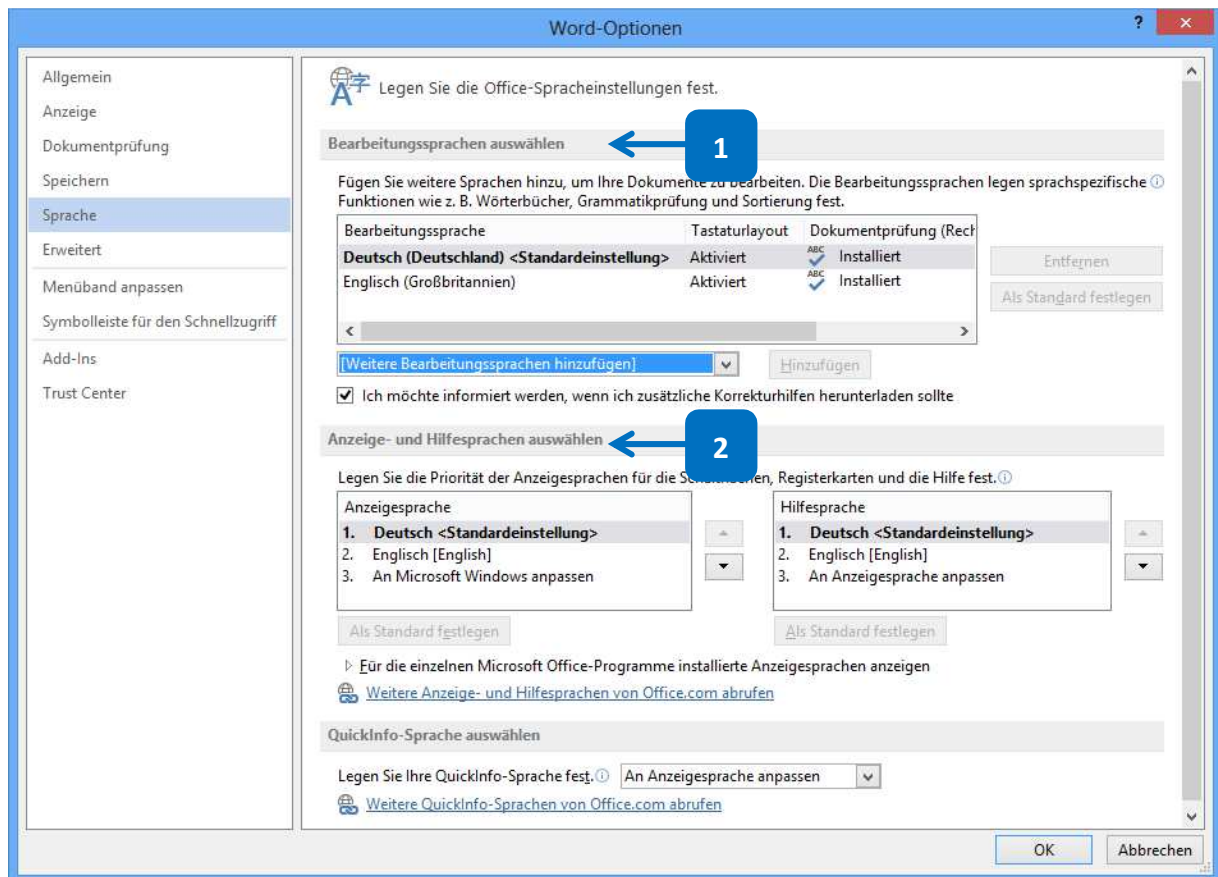 Word-Optionen
?
×
Allgemein
Anzeige
Dokumentprüfung
Speichern
Sprache
Erweitert
Menüband anpassen
Symbolleiste für den Schnellzugriff
Add-Ins
Trust Center
A字 Legen Sie die Office-Spracheinstellungen fest.
Bearbeitungssprachen auswählen
1
Fügen Sie weitere Sprachen hinzu, um Ihre Dokumente zu bearbeiten. Die Bearbeitungssprachen legen sprachspezifische
Funktionen wie z. B. Wörterbücher, Grammatikprüfung und Sortierung fest.
Bearbeitungssprache Tastaturlayout Dokumentprüfung (Rech
Deutsch (Deutschland) <Standardeinstellung> Aktiviert ABC Installiert
Englisch (Großbritannien) Aktiviert ABC Installiert
Entfernen
Als Standard festlegen
[Weitere Bearbeitungssprachen hinzufügen] Hinzufügen
Ich möchte informiert werden, wenn ich zusätzliche Korrekturhilfen herunterladen sollte
Anzeige- und Hilfesprachen auswählen
2
Legen Sie die Priorität der Anzeigesprachen für die Registerkarten und die Hilfe fest.
Anzeigesprache
1. Deutsch <Standardeinstellung>
2. Englisch [English]
3. An Microsoft Windows anpassen
Als Standard festlegen
Hilfesprache
1. Deutsch <Standardeinstellung>
2. Englisch [English]
3. An Anzeigesprache anpassen
Als Standard festlegen
Für die einzelnen Microsoft Office-Programme installierte Anzeigesprachen anzeigen
Weitere Anzeige- und Hilfesprachen von Office.com abrufen
QuickInfo-Sprache auswählen
Legen Sie Ihre QuickInfo-Sprache fest. An Anzeigesprache anpassen
Weitere QuickInfo-Sprachen von Office.com abrufen
OK Abbrechen